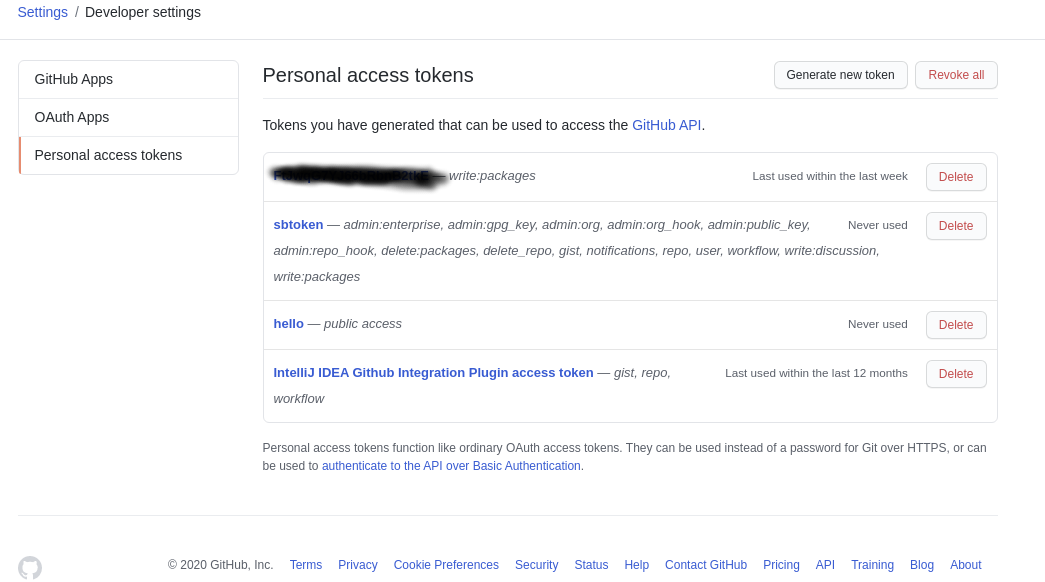 Settings / Developer settings
GitHub Apps
OAuth Apps
Personal access tokens
Personal access tokens
Generate new token
Revoke all
Tokens you have generated that can be used to access the GitHub API.
— write:packages
Last used within the last week
Delete
sbtoken — admin:enterprise, admin:gpg_key, admin:org, admin:org_hook, admin:public_key,
admin:repo_hook, delete:packages, delete_repo, gist, notifications, repo, user, workflow, write:discussion,
write:packages
Never used
Delete
hello — public access
Never used
Delete
IntelliJ IDEA Github Integration Plugin access token — gist, repo,
workflow
Last used within the last 12 months
Delete
Personal access tokens function like ordinary OAuth access tokens. They can be used instead of a password for Git over HTTPS, or can
be used to authenticate to the API over Basic Authentication.
© 2020 GitHub, Inc. Terms Privacy Cookie Preferences Security Status Help Contact GitHub Pricing API Training Blog About